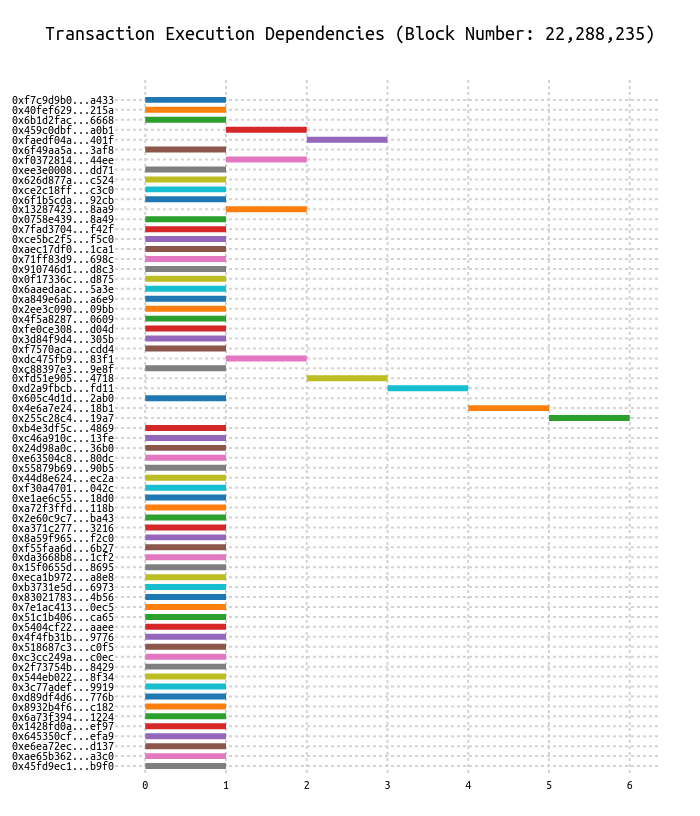 Transaction Execution Dependencies (Block Number: 22,288,235)
0xf7c9d9b0...a433
0x40fef629...215a
0x6b1d2fac...6668
0x459c0dbf...a0b1
0xfaedf04a...401f
0x6f49aa5a...3af8
0xf0372814...44ee
0xee3e0008...dd71
0x626d877a...c524
0xce2c18ff...c3c0
0x6f1b5cda...92cb
0x13287423...8aa9
0x0758e439...8a49
0x7fad3704...f42f
0xce5bc2f5...f5c0
0xaec17df0...1ca1
0x71ff83d9...698c
0x910746d1...d8c3
0x0f17336c...d875
0x6aaedaac...5a3e
0xa849e6ab...a6e9
0x2ee3c090...09bb
0x4f5a8287...0609
0xfe0ce308...d04d
0x3d84f9d4...305b
0xf7570aca...cdd4
0xdc475fb9...83f1
0xc88397e3...9e8f
0xfd51e905...4718
0xd2a9fbcb...fd11
0x605c4d1d...2ab0
0x4e6a7e24...18b1
0x255c28c4...19a7
0xb4e3df5c...4869
0xc46a910c...13fe
0x24d98a0c...36b0
0xe63504c8...80dc
0x55879b69...90b5
0x44d8e624...ec2a
0xf30a4701...042c
0xe1ae6c55...18d0
0xa72f3ffd...118b
0x2e60c9c7...ba43
0xa371c277...3216
0x8a59f965...f2c0
0xf55faa6d...6b27
0xda3668b8...1cf2
0x15f0655d...8695
0xeca1b972...a8e8
0xb3731e5d...6973
0x83021783...4b56
0x7e1ac413...0ec5
0x51c1b406...ca65
0x5404cf22...aaee
0x4f4fb31b...9776
0x518687c3...c0f5
0xc3cc249a...c0ec
0x2f73754b...8429
0x544eb022...8f34
0x3c77adef...9919
0xd89df4d6...776b
0x8932b4f6...c182
0x6a73f394...1224
0x1428fd0a...ef97
0x645350cf...efa9
0xe6ea72ec...d137
0xae65b362...a3c0
0x45fd9ec1...b9f0
0 1 2 3 4 5 6